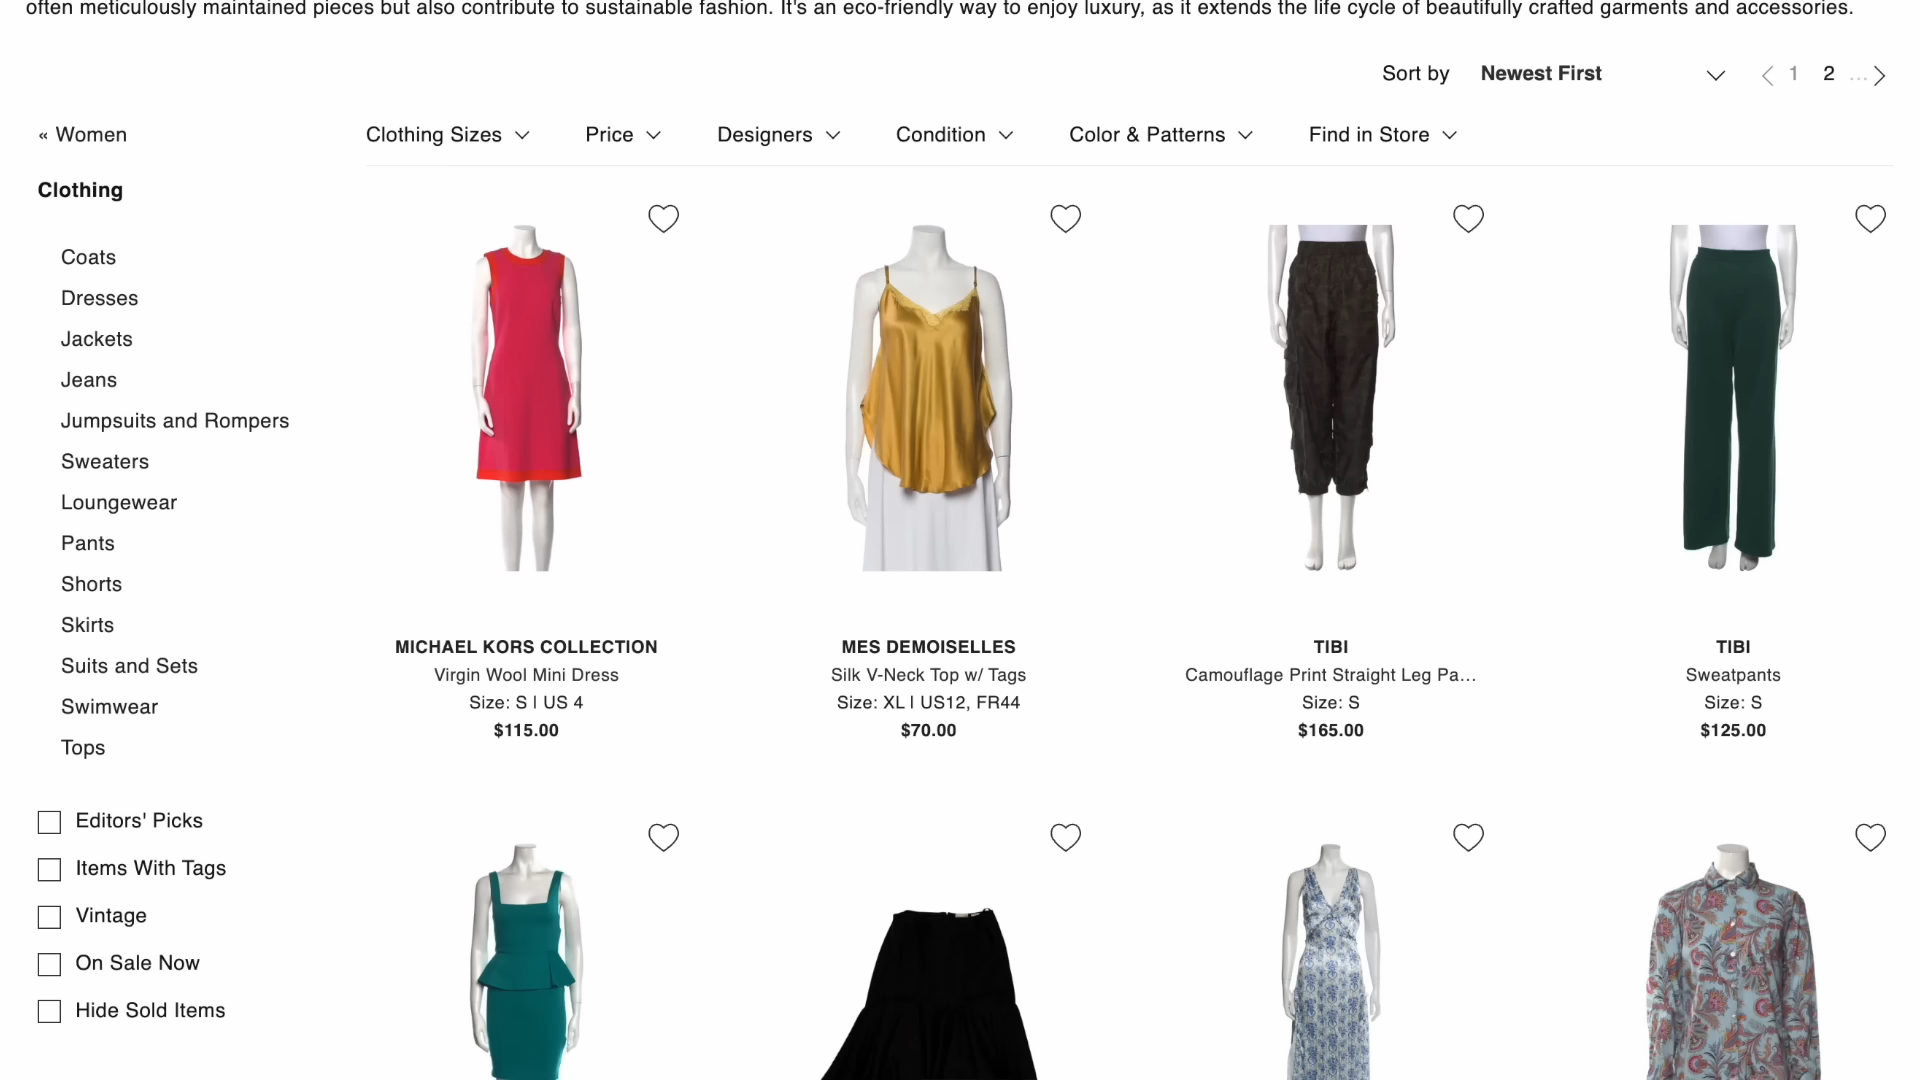 often meticulously maintained pieces but also contribute to sustainable fashion. It's an eco-friendly way to enjoy luxury, as it extends the life cycle of beautifully crafted garments and accessories.
Sort by Newest First 1 2 ...
« Women
Clothing Sizes Price Designers Condition Color & Patterns Find in Store
Clothing
Coats
Dresses
Jackets
Jeans
Jumpsuits and Rompers
Sweaters
Loungewear
Pants
Shorts
Skirts
Suits and Sets
Swimwear
Tops
Editors' Picks
Items With Tags
Vintage
On Sale Now
Hide Sold Items
MICHAEL KORS COLLECTION
Virgin Wool Mini Dress
Size: S | US 4
$115.00
MES DEMOISELLES
Silk V-Neck Top w/ Tags
Size: XL | US12, FR44
$70.00
TIBI
Camouflage Print Straight Leg Pa...
Size: S
$165.00
TIBI
Sweatpants
Size: S
$125.00